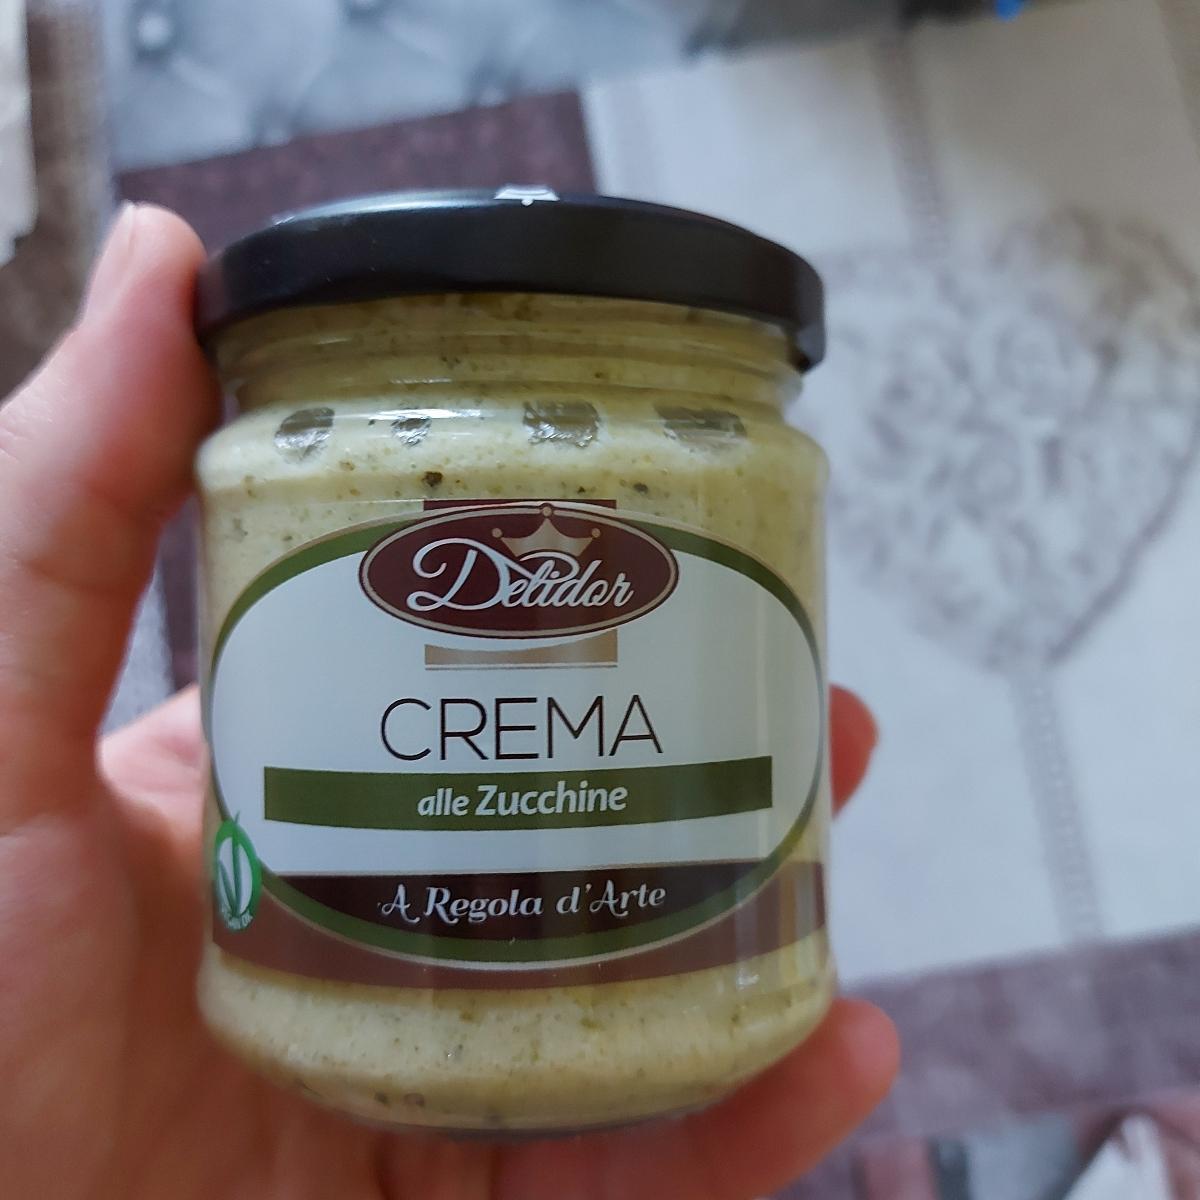 Delidor
CREMA
alle Zucchine
A Regola d'Arte